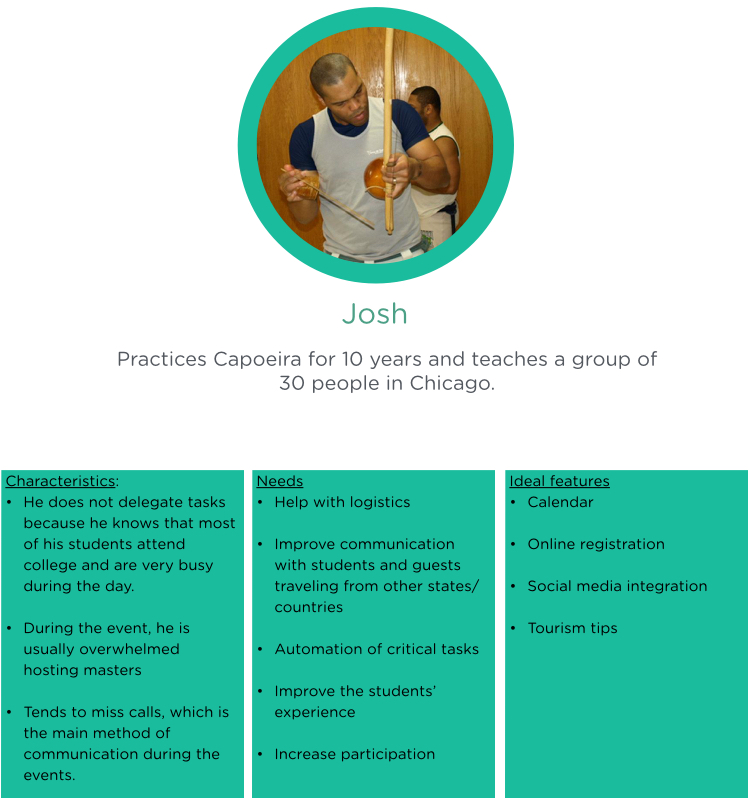 Josh
Practices Capoeira for 10 years and teaches a group of
30 people in Chicago.
Characteristics:
• He does not delegate tasks
because he knows that most
of his students attend
college and are very busy
during the day.
• During the event, he is
usually overwhelmed
hosting masters
• Tends to miss calls, which is
the main method of
communication during the
events.
Needs
• Help with logistics
• Improve communication
with students and guests
traveling from other states/
countries
• Automation of critical tasks
• Improve the students’
experience
• Increase participation
Ideal features
• Calendar
• Online registration
• Social media integration
• Tourism tips